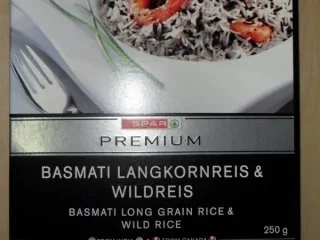 SPAR
PREMIUM
BASMATI LANGKORNREIS &
WILDREIS
BASMATI LONG GRAIN RICE &
WILD RICE
250 g
FROM CANADA